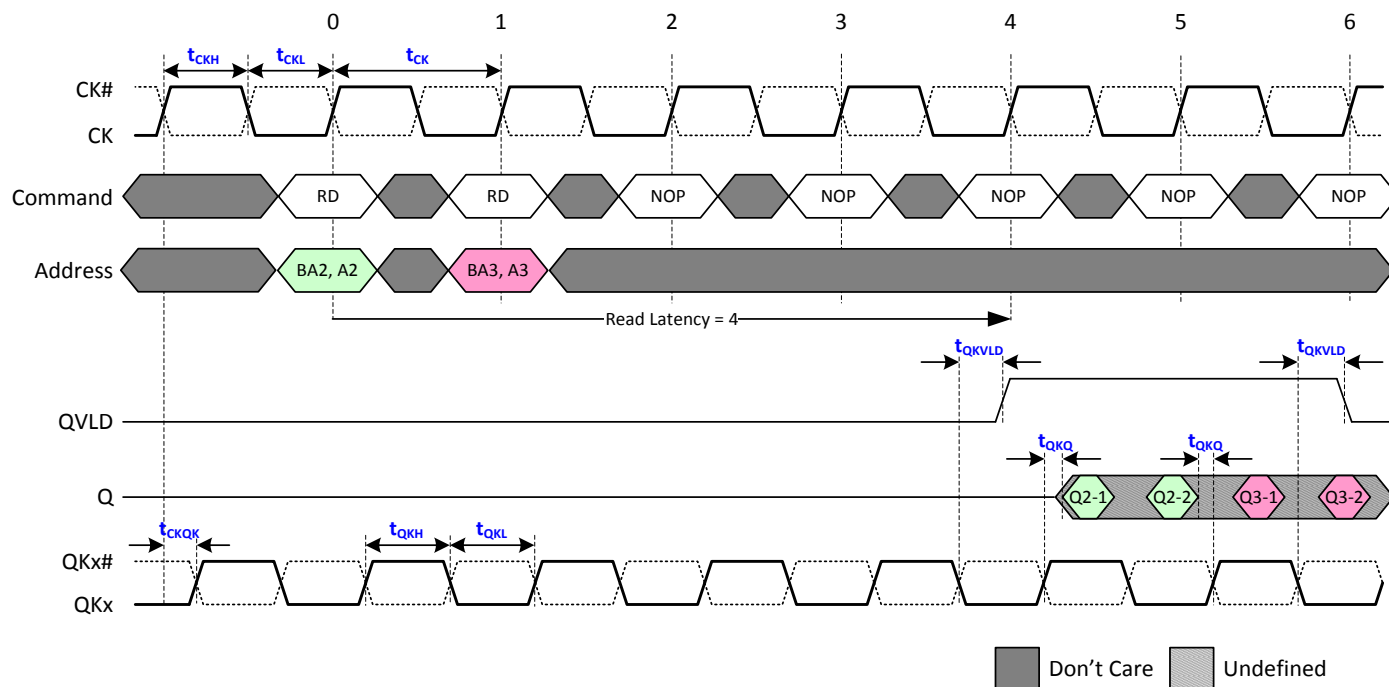 0 1 2 3 4 5 6
tCKH tCKL tCK
CK#
CK
Command RD RD NOP NOP NOP NOP NOP
Address BA2, A2 BA3, A3
Read Latency = 4
tQKVLD tQKVLD
QVLD
tQKQ tQKQ
Q Q2-1 Q2-2 Q3-1 Q3-2
tCKQK tQKH tQKL
QKx#
QKx
Don't Care Undefined